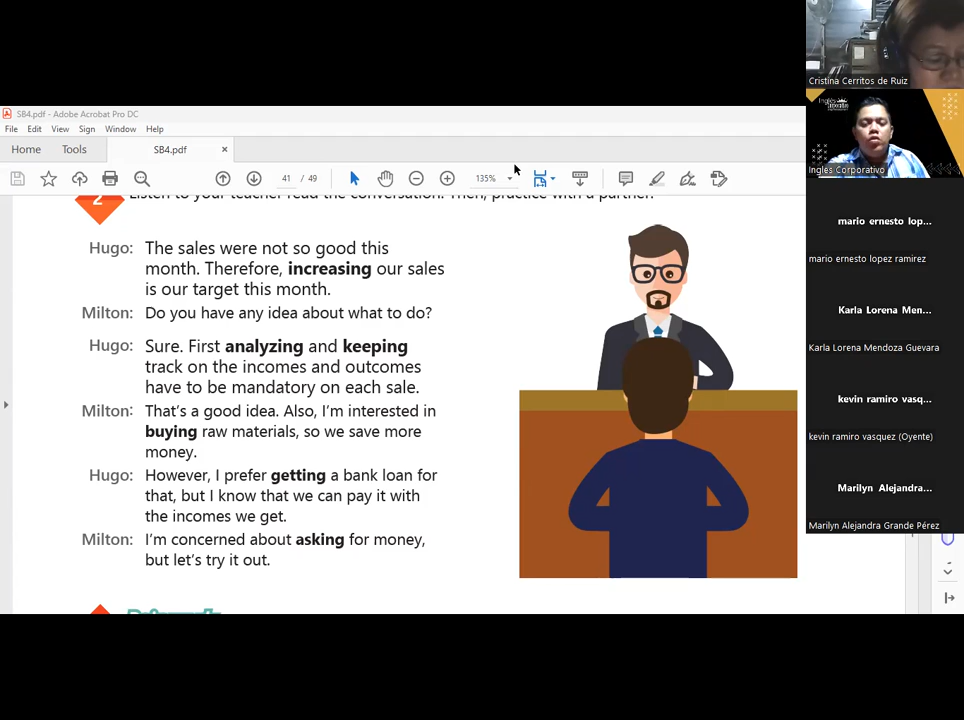 SB4.pdf - Adobe Acrobat Pro DC
File Edit View Sign Window Help
Home Tools SB4.pdf ×
41 / 49 135%
2 Listen to your teacher read the conversation. Then, practice with a partner.
Hugo: The sales were not so good this
month. Therefore, increasing our sales
is our target this month.
Milton: Do you have any idea about what to do?
Hugo: Sure. First analyzing and keeping
track on the incomes and outcomes
have to be mandatory on each sale.
Milton: That's a good idea. Also, I'm interested in
buying raw materials, so we save more
money.
Hugo: However, I prefer getting a bank loan for
that, but I know that we can pay it with
the incomes we get.
Milton: I'm concerned about asking for money,
but let's try it out.
Cristina Cerritos de Ruiz
Inglés
Ingles Corporativo
mario ernesto lop...
mario ernesto lopez ramirez
Karla Lorena Men...
Karla Lorena Mendoza Guevara
kevin ramiro vasq...
kevin ramiro vasquez (Oyente)
Marilyn Alejandra...
Marilyn Alejandra Grande Pérez